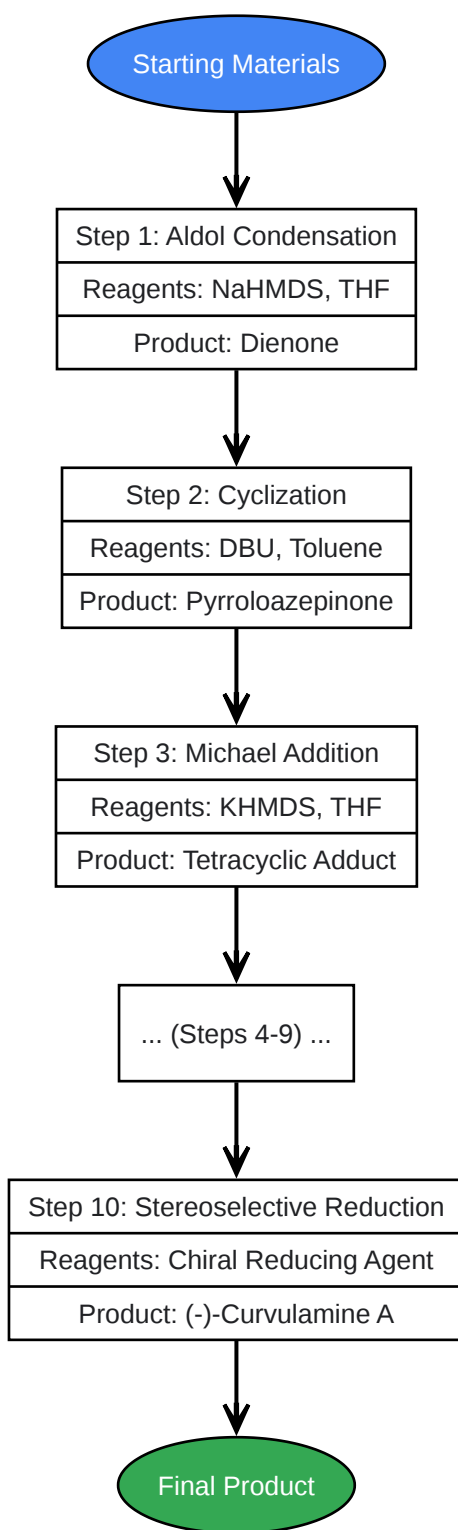 Starting Materials
Step 1: Aldol Condensation
Reagents: NaHMDS, THF
Product: Dienone
Step 2: Cyclization
Reagents: DBU, Toluene
Product: Pyrroloazepinone
Step 3: Michael Addition
Reagents: KHMDS, THF
Product: Tetracyclic Adduct
... (Steps 4-9) ...
Step 10: Stereoselective Reduction
Reagents: Chiral Reducing Agent
Product: (-)-Curvulamine A
Final Product